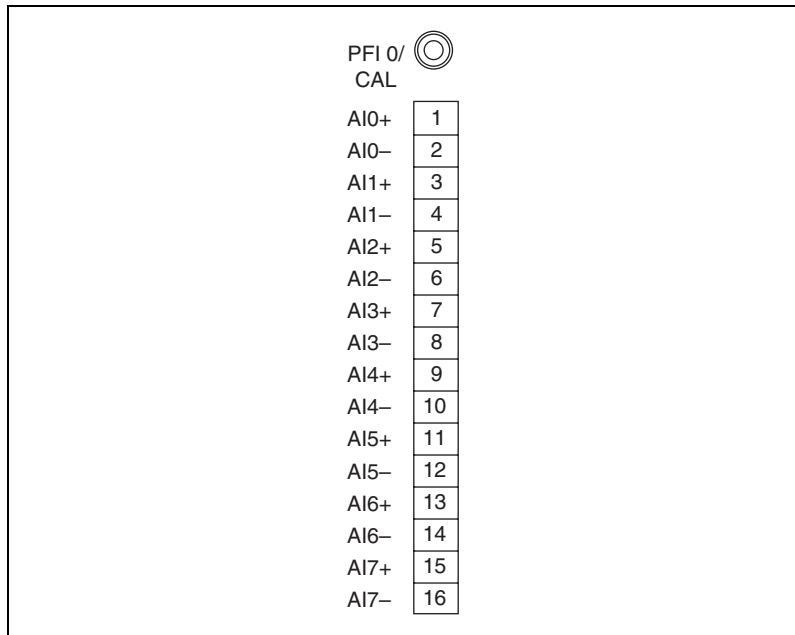 PFI 0/
CAL
AI0+ 1
AI0– 2
AI1+ 3
AI1– 4
AI2+ 5
AI2– 6
AI3+ 7
AI3– 8
AI4+ 9
AI4– 10
AI5+ 11
AI5– 12
AI6+ 13
AI6– 14
AI7+ 15
AI7– 16